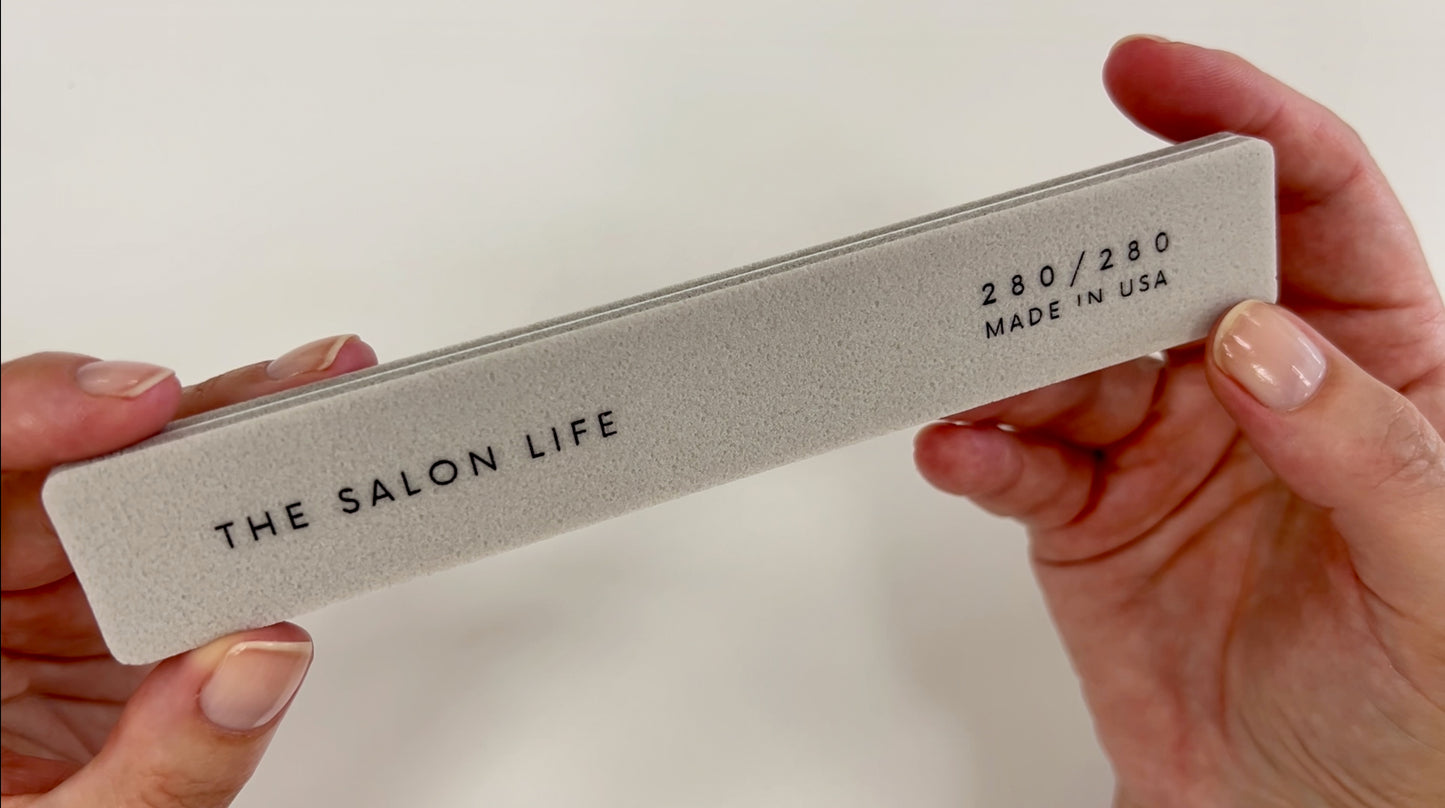 THE SALON LIFE
280/280
MADE IN USA